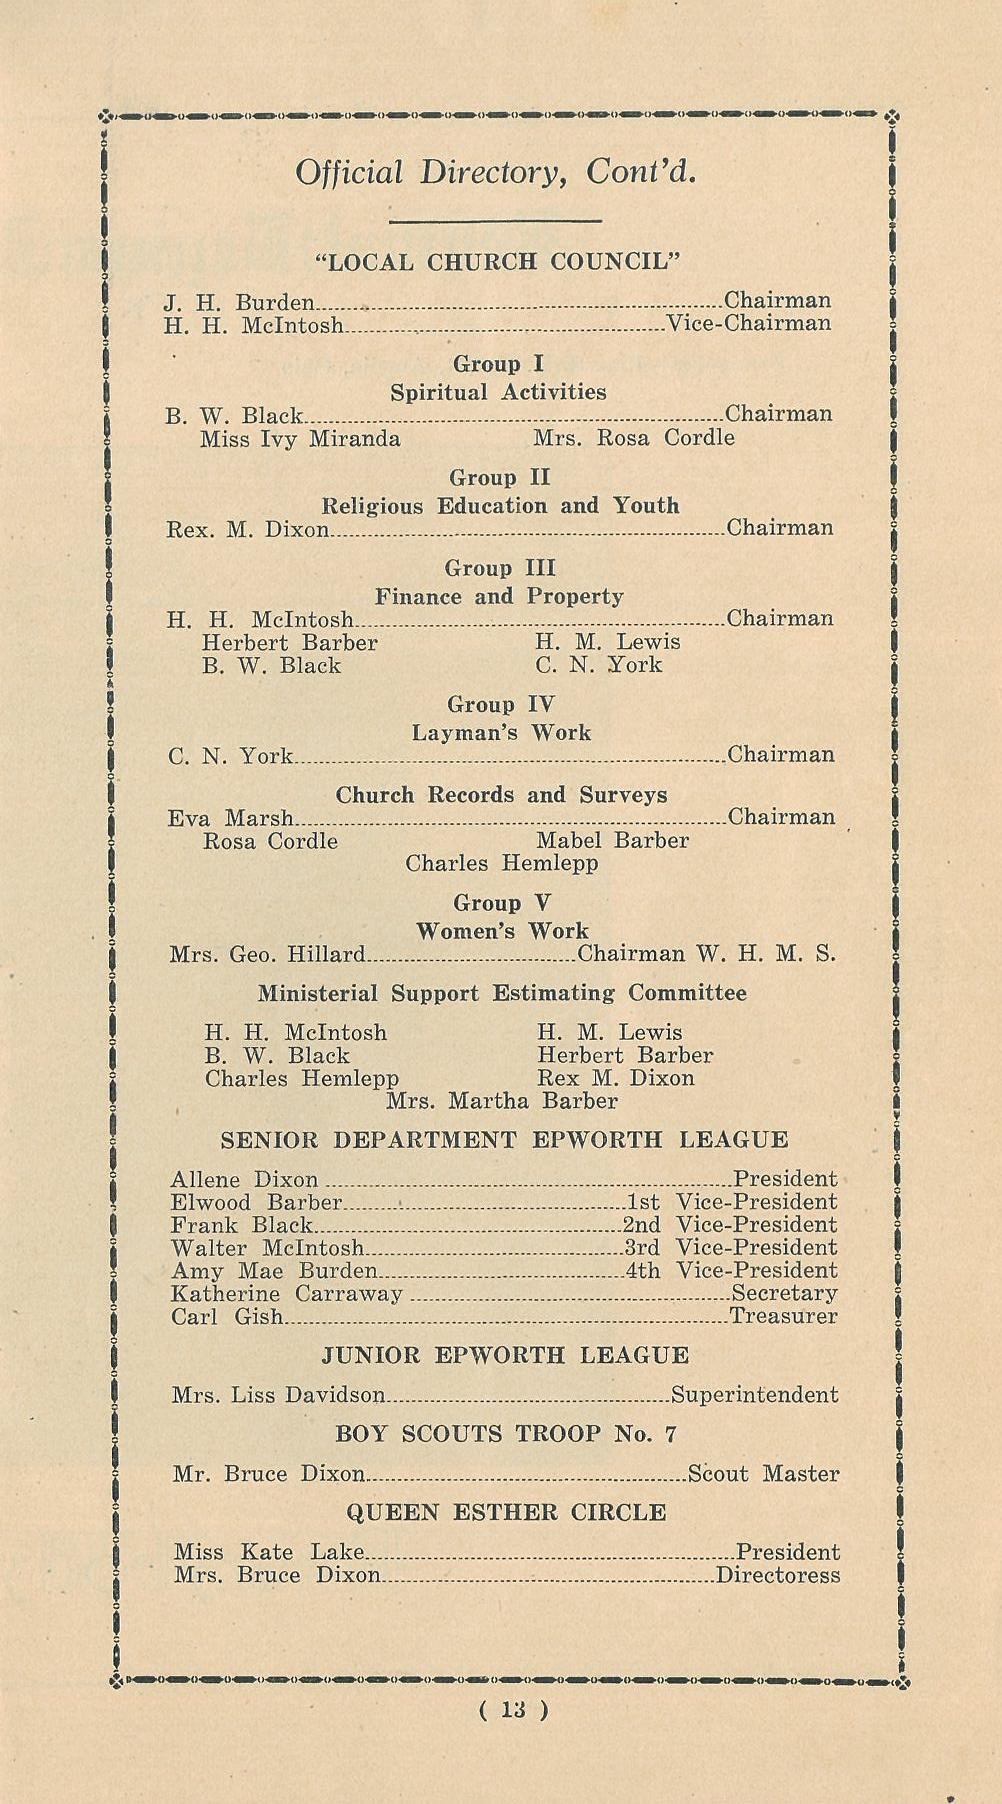 Official Directory, Cont'd.
"LOCAL CHURCH COUNCIL"
J. H. Burden Chairman
H. H. McIntosh Vice-Chairman
Group I
Spiritual Activities
B. W. Black Chairman
Miss Ivy Miranda Mrs. Rosa Cordle
Group II
Religious Education and Youth
Rex. M. Dixon Chairman
Group III
Finance and Property
H. H. McIntosh Chairman
Herbert Barber H. M. Lewis
B. W. Black C. N. York
Group IV
Layman's Work
C. N. York Chairman
Church Records and Surveys
Eva Marsh Chairman
Rosa Cordle Mabel Barber
Charles Hemlepp
Group V
Women's Work
Mrs. Geo. Hillard Chairman W. H. M. S.
Ministerial Support Estimating Committee
H. H. McIntosh H. M. Lewis
B. W. Black Herbert Barber
Charles Hemlepp Rex M. Dixon
Mrs. Martha Barber
SENIOR DEPARTMENT EPWORTH LEAGUE
Allene Dixon President
Elwood Barber 1st Vice-President
Frank Black 2nd Vice-President
Walter McIntosh 3rd Vice-President
Amy Mae Burden 4th Vice-President
Katherine Carraway Secretary
Carl Gish Treasurer
JUNIOR EPWORTH LEAGUE
Mrs. Liss Davidson Superintendent
BOY SCOUTS TROOP No. 7
Mr. Bruce Dixon Scout Master
QUEEN ESTHER CIRCLE
Miss Kate Lake President
Mrs. Bruce Dixon Directoress
( 13 )